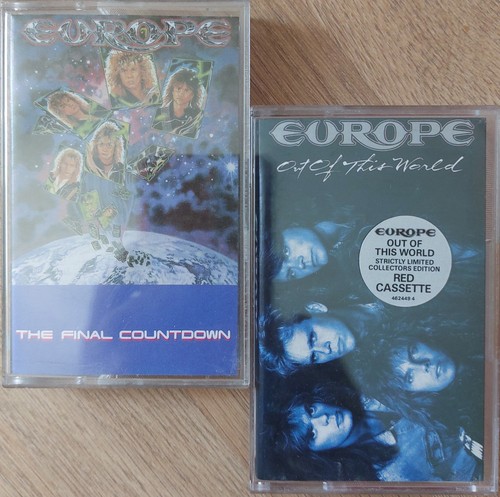 EUROPE
THE FINAL COUNTDOWN
EUROPE
Out Of This World
EUROPE
OUT OF
THIS WORLD
STRICTLY LIMITED
COLLECTORS EDITION
RED
CASSETTE
462449 4